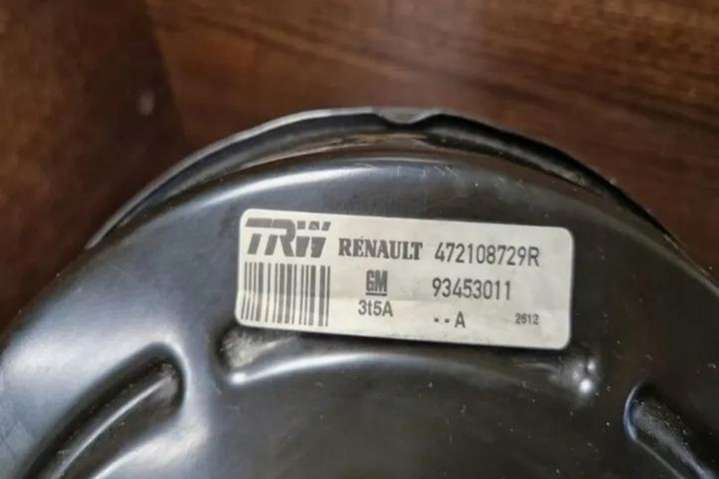 TRW RENAULT 472108729R
GM 93453011
3t5A --A 2612